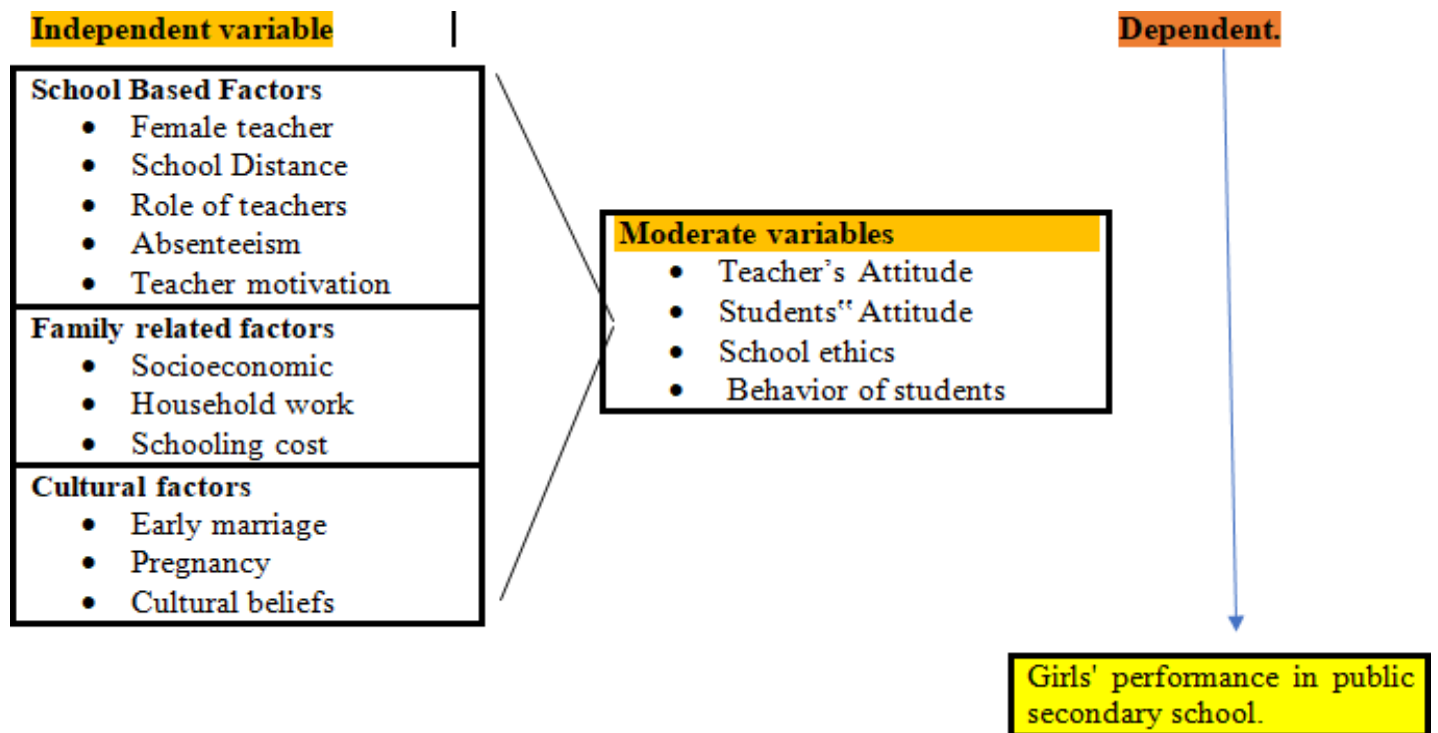 Independent variable
Dependent.
School Based Factors
• Female teacher
• School Distance
• Role of teachers
• Absenteeism
• Teacher motivation
Family related factors
• Socioeconomic
• Household work
• Schooling cost
Cultural factors
• Early marriage
• Pregnancy
• Cultural beliefs
Moderate variables
• Teacher’s Attitude
• Students‟ Attitude
• School ethics
• Behavior of students
Girls' performance in public
secondary school.